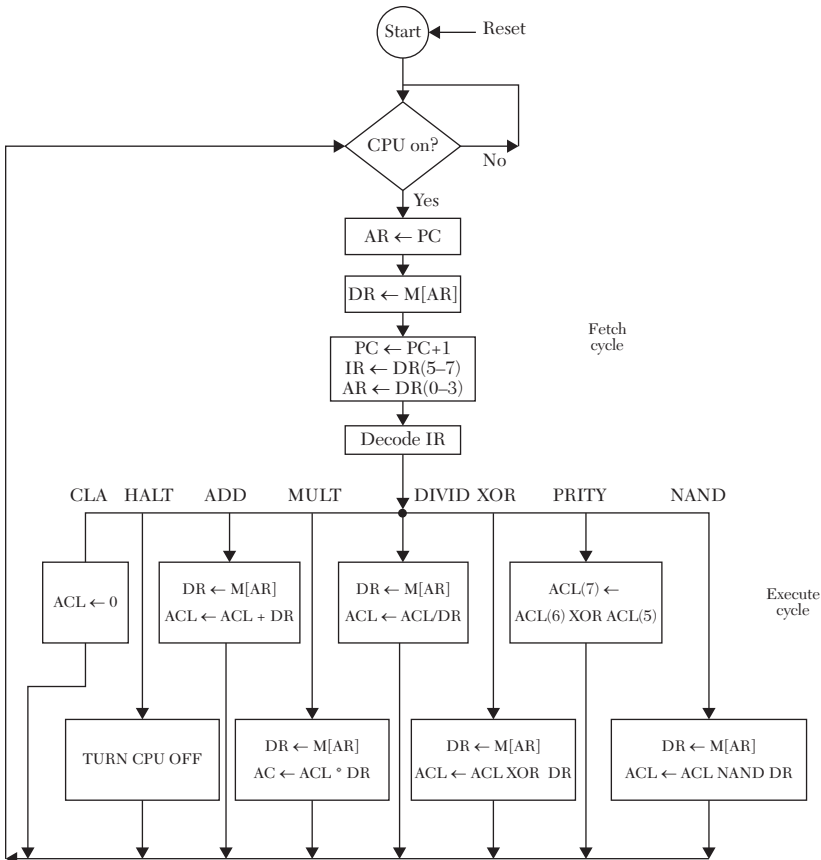 Start
Reset
CPU on?
No
Yes
AR ← PC
DR ← M[AR]
Fetch
cycle
PC ← PC+1
IR ← DR(5–7)
AR ← DR(0–3)
Decode IR
CLA HALT ADD MULT DIVID XOR PRITY NAND
ACL ← 0
DR ← M[AR]
ACL ← ACL + DR
DR ← M[AR]
ACL ← ACL/DR
ACL(7) ←
ACL(6) XOR ACL(5)
Execute
cycle
TURN CPU OFF
DR ← M[AR]
AC ← ACL ° DR
DR ← M[AR]
ACL ← ACL XOR DR
DR ← M[AR]
ACL ← ACL NAND DR